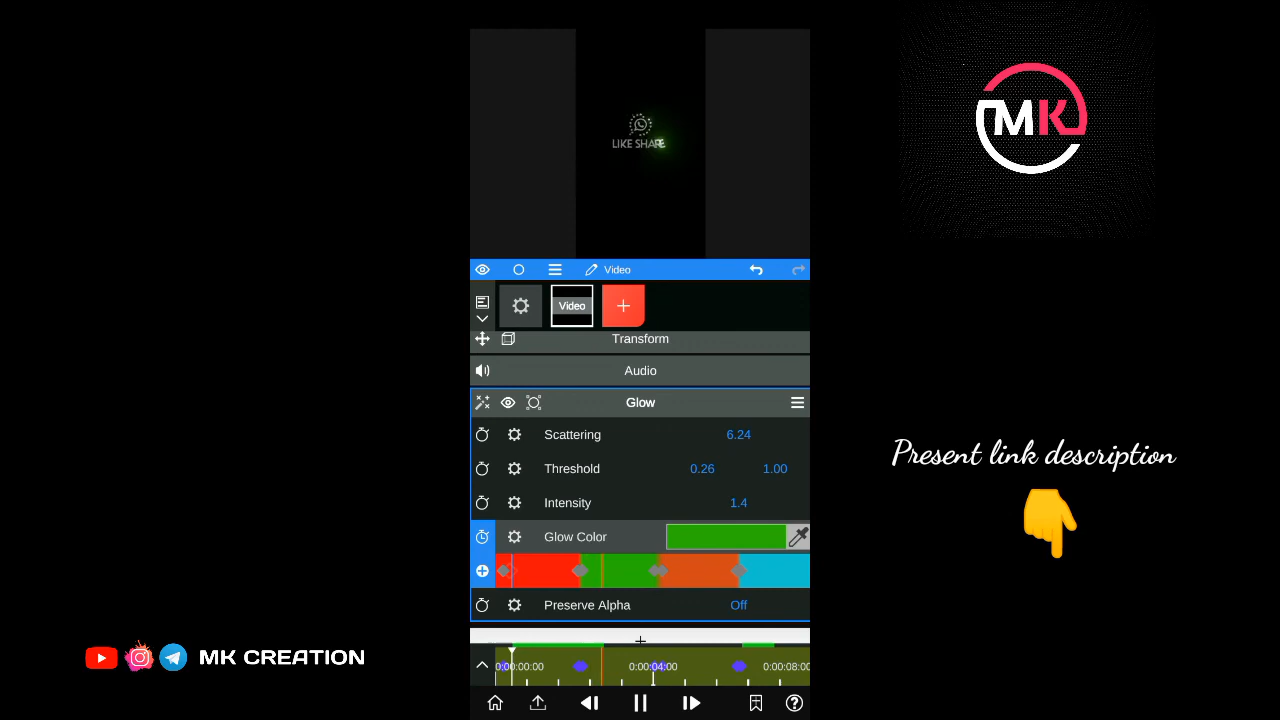 LIKE SHARE
MK
Video
Video
Transform
Audio
Glow
Scattering 6.24
Threshold 0.26 1.00
Intensity 1.4
Glow Color
Preserve Alpha Off
0:00:00:00 0:00:04:00 0:00:08:00
Present link description
MK CREATION